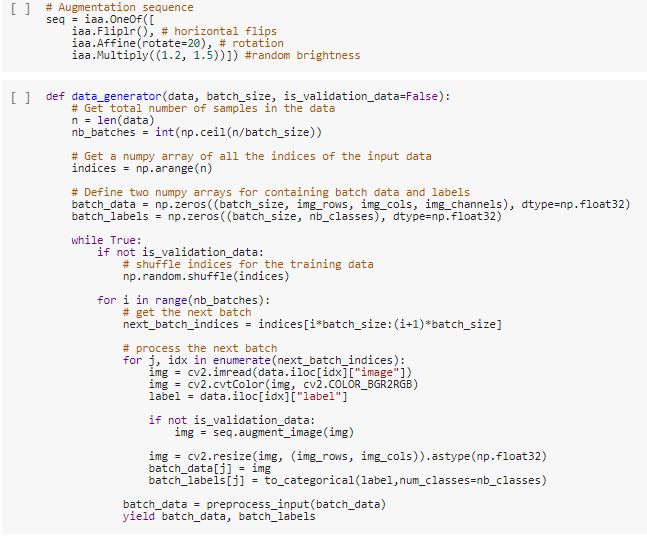 [ ] # Augmentation sequence
seq = iaa.OneOf([
    iaa.Fliplr(), # horizontal flips
    iaa.Affine(rotate=20), # rotation
    iaa.Multiply((1.2, 1.5))]) #random brightness
[ ] def data_generator(data, batch_size, is_validation_data=False):
    # Get total number of samples in the data
    n = len(data)
    nb_batches = int(np.ceil(n/batch_size))
    # Get a numpy array of all the indices of the input data
    indices = np.arange(n)
    # Define two numpy arrays for containing batch data and labels
    batch_data = np.zeros((batch_size, img_rows, img_cols, img_channels), dtype=np.float32)
    batch_labels = np.zeros((batch_size, nb_classes), dtype=np.float32)
    while True:
        if not is_validation_data:
            # shuffle indices for the training data
            np.random.shuffle(indices)
        for i in range(nb_batches):
            # get the next batch
            next_batch_indices = indices[i*batch_size:(i+1)*batch_size]
            # process the next batch
            for j, idx in enumerate(next_batch_indices):
                img = cv2.imread(data.iloc[idx]["image"])
                img = cv2.cvtColor(img, cv2.COLOR_BGR2RGB)
                label = data.iloc[idx]["label"]
                if not is_validation_data:
                    img = seq.augment_image(img)
                img = cv2.resize(img, (img_rows, img_cols)).astype(np.float32)
                batch_data[j] = img
                batch_labels[j] = to_categorical(label,num_classes=nb_classes)
            batch_data = preprocess_input(batch_data)
            yield batch_data, batch_labels